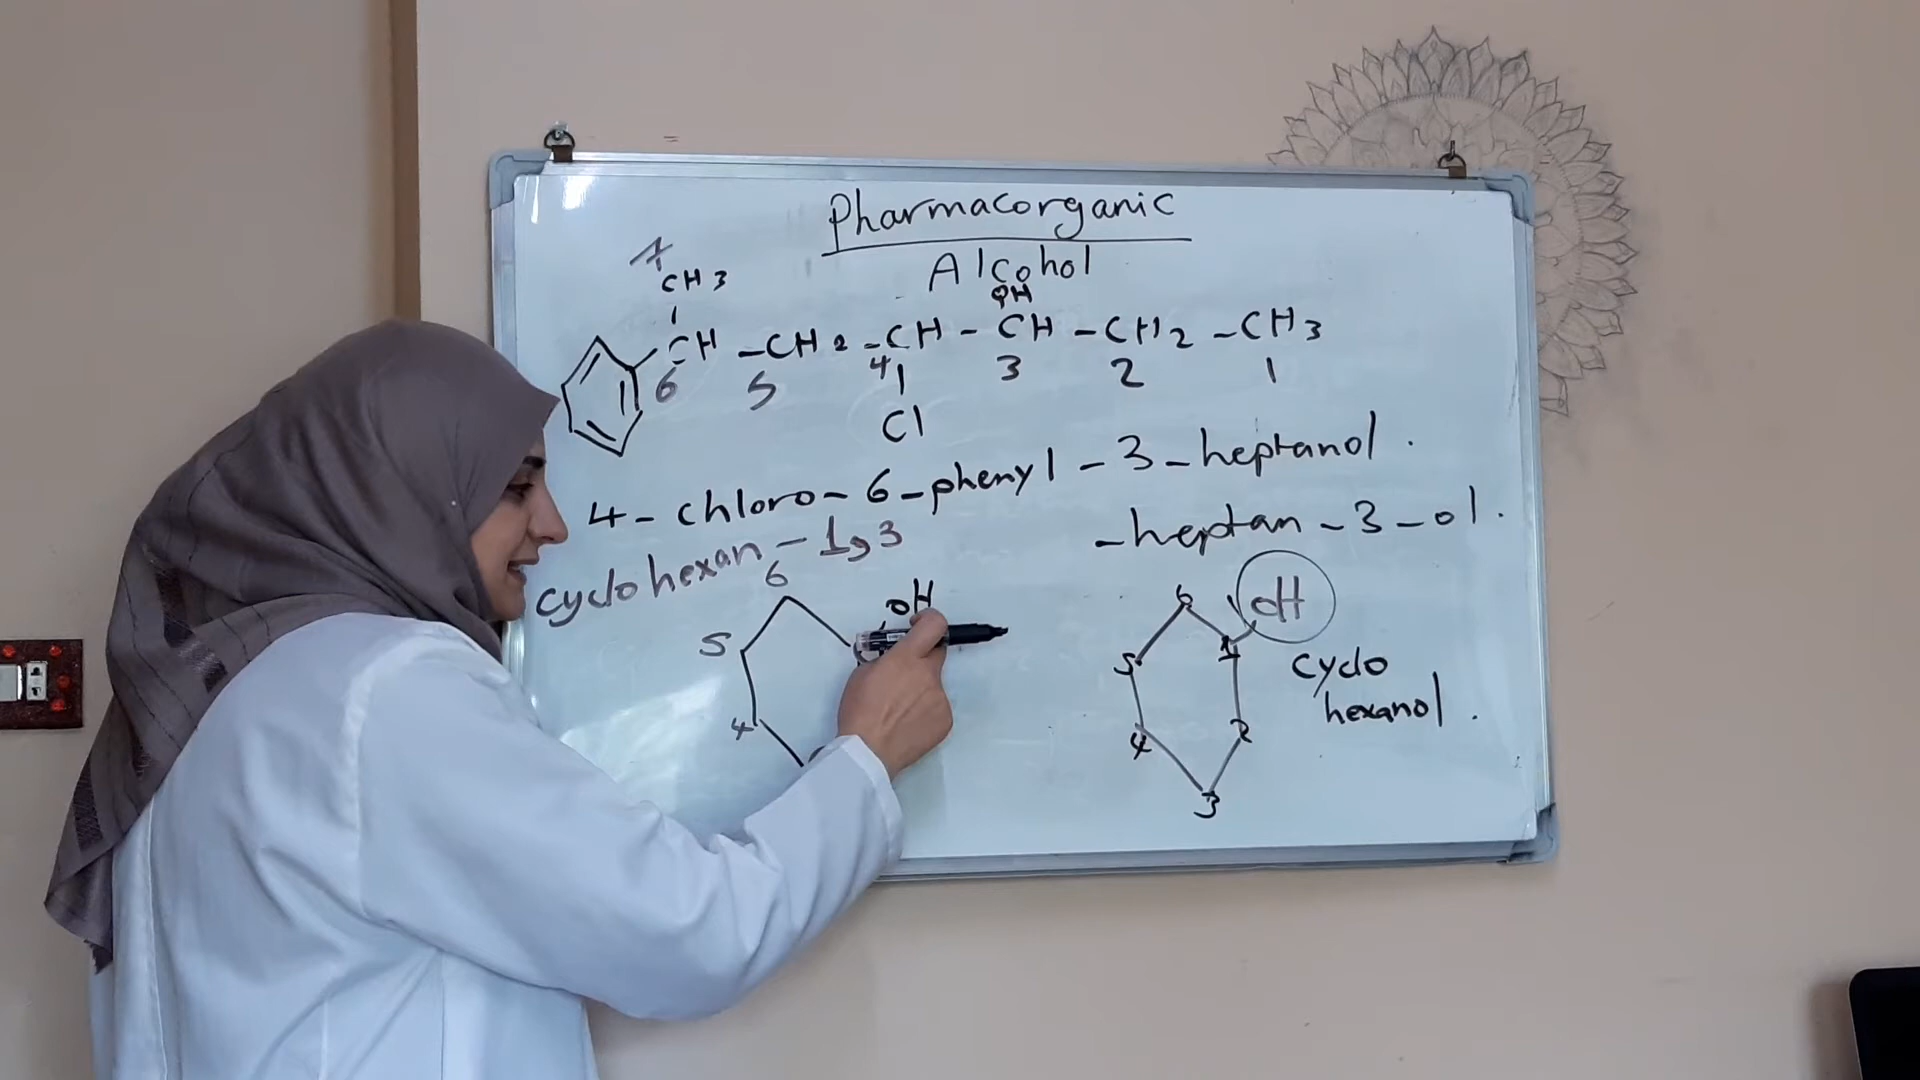 Pharmacorganic
Alcohol
7
CH3
OH
CH - CH2 - CH - CH - CH2 - CH3
6 5 4 3 2 1
Cl
4 - chloro - 6 - phenyl - 3 - heptanol .
- heptan - 3 - ol .
cyclohexan - 1,3
6
OH
5
4
6
OH
5
1
cyclo
hexanol .
4
2
3